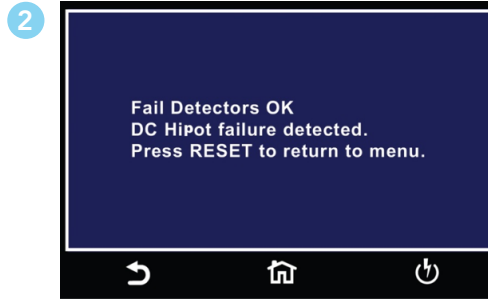 2
Fail Detectors OK
DC Hipot failure detected.
Press RESET to return to menu.